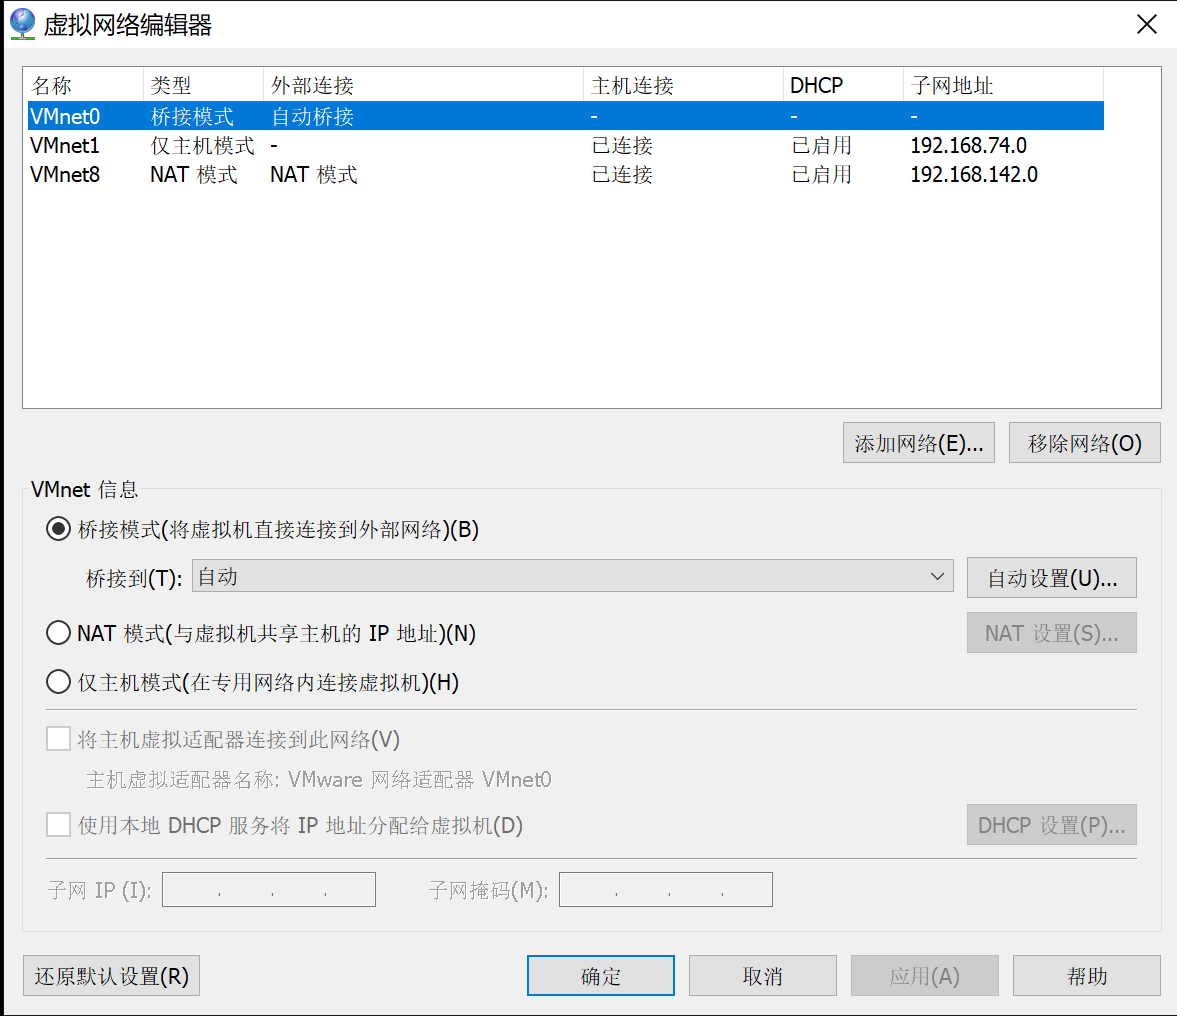 虚拟网络编辑器
名称 类型 外部连接 主机连接 DHCP 子网地址
VMnet0 桥接模式 自动桥接 - - -
VMnet1 仅主机模式 - 已连接 已启用 192.168.74.0
VMnet8 NAT 模式 NAT 模式 已连接 已启用 192.168.142.0
添加网络(E)... 移除网络(O)
VMnet 信息
桥接模式(将虚拟机直接连接到外部网络)(B)
桥接到(T): 自动 自动设置(U)...
NAT 模式(与虚拟机共享主机的 IP 地址)(N) NAT 设置(S)...
仅主机模式(在专用网络内连接虚拟机)(H)
将主机虚拟适配器连接到此网络(V)
主机虚拟适配器名称: VMware 网络适配器 VMnet0
使用本地 DHCP 服务将 IP 地址分配给虚拟机(D) DHCP 设置(P)...
子网 IP (I): . . . 子网掩码(M): . . .
还原默认设置(R) 确定 取消 应用(A) 帮助